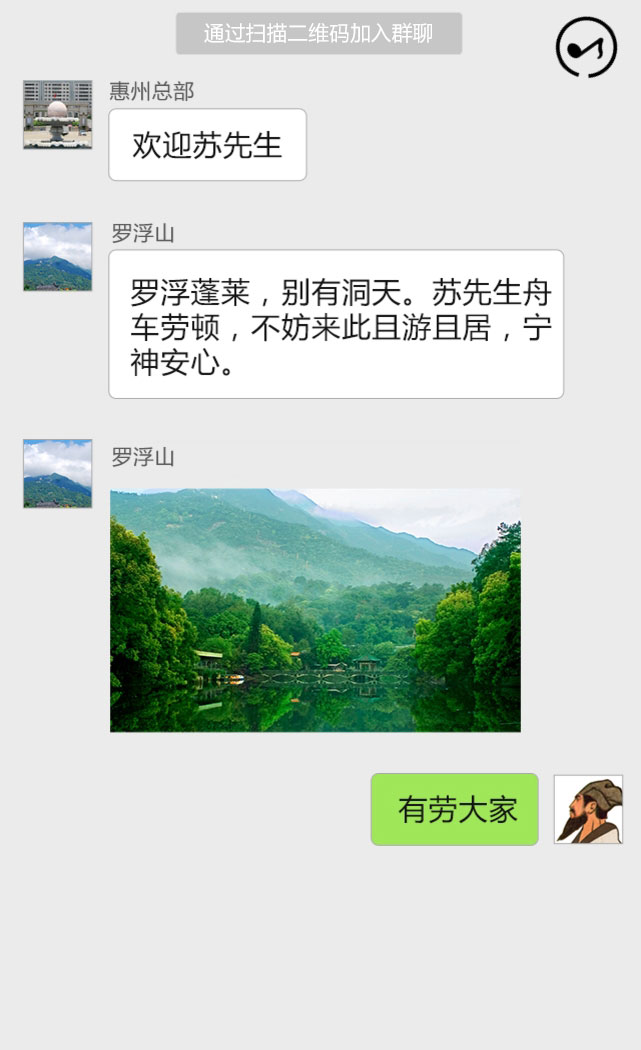 通过扫描二维码加入群聊
惠州总部
欢迎苏先生
罗浮山
罗浮蓬莱，别有洞天。苏先生舟
车劳顿，不妨来此且游且居，宁
神安心。
罗浮山
有劳大家